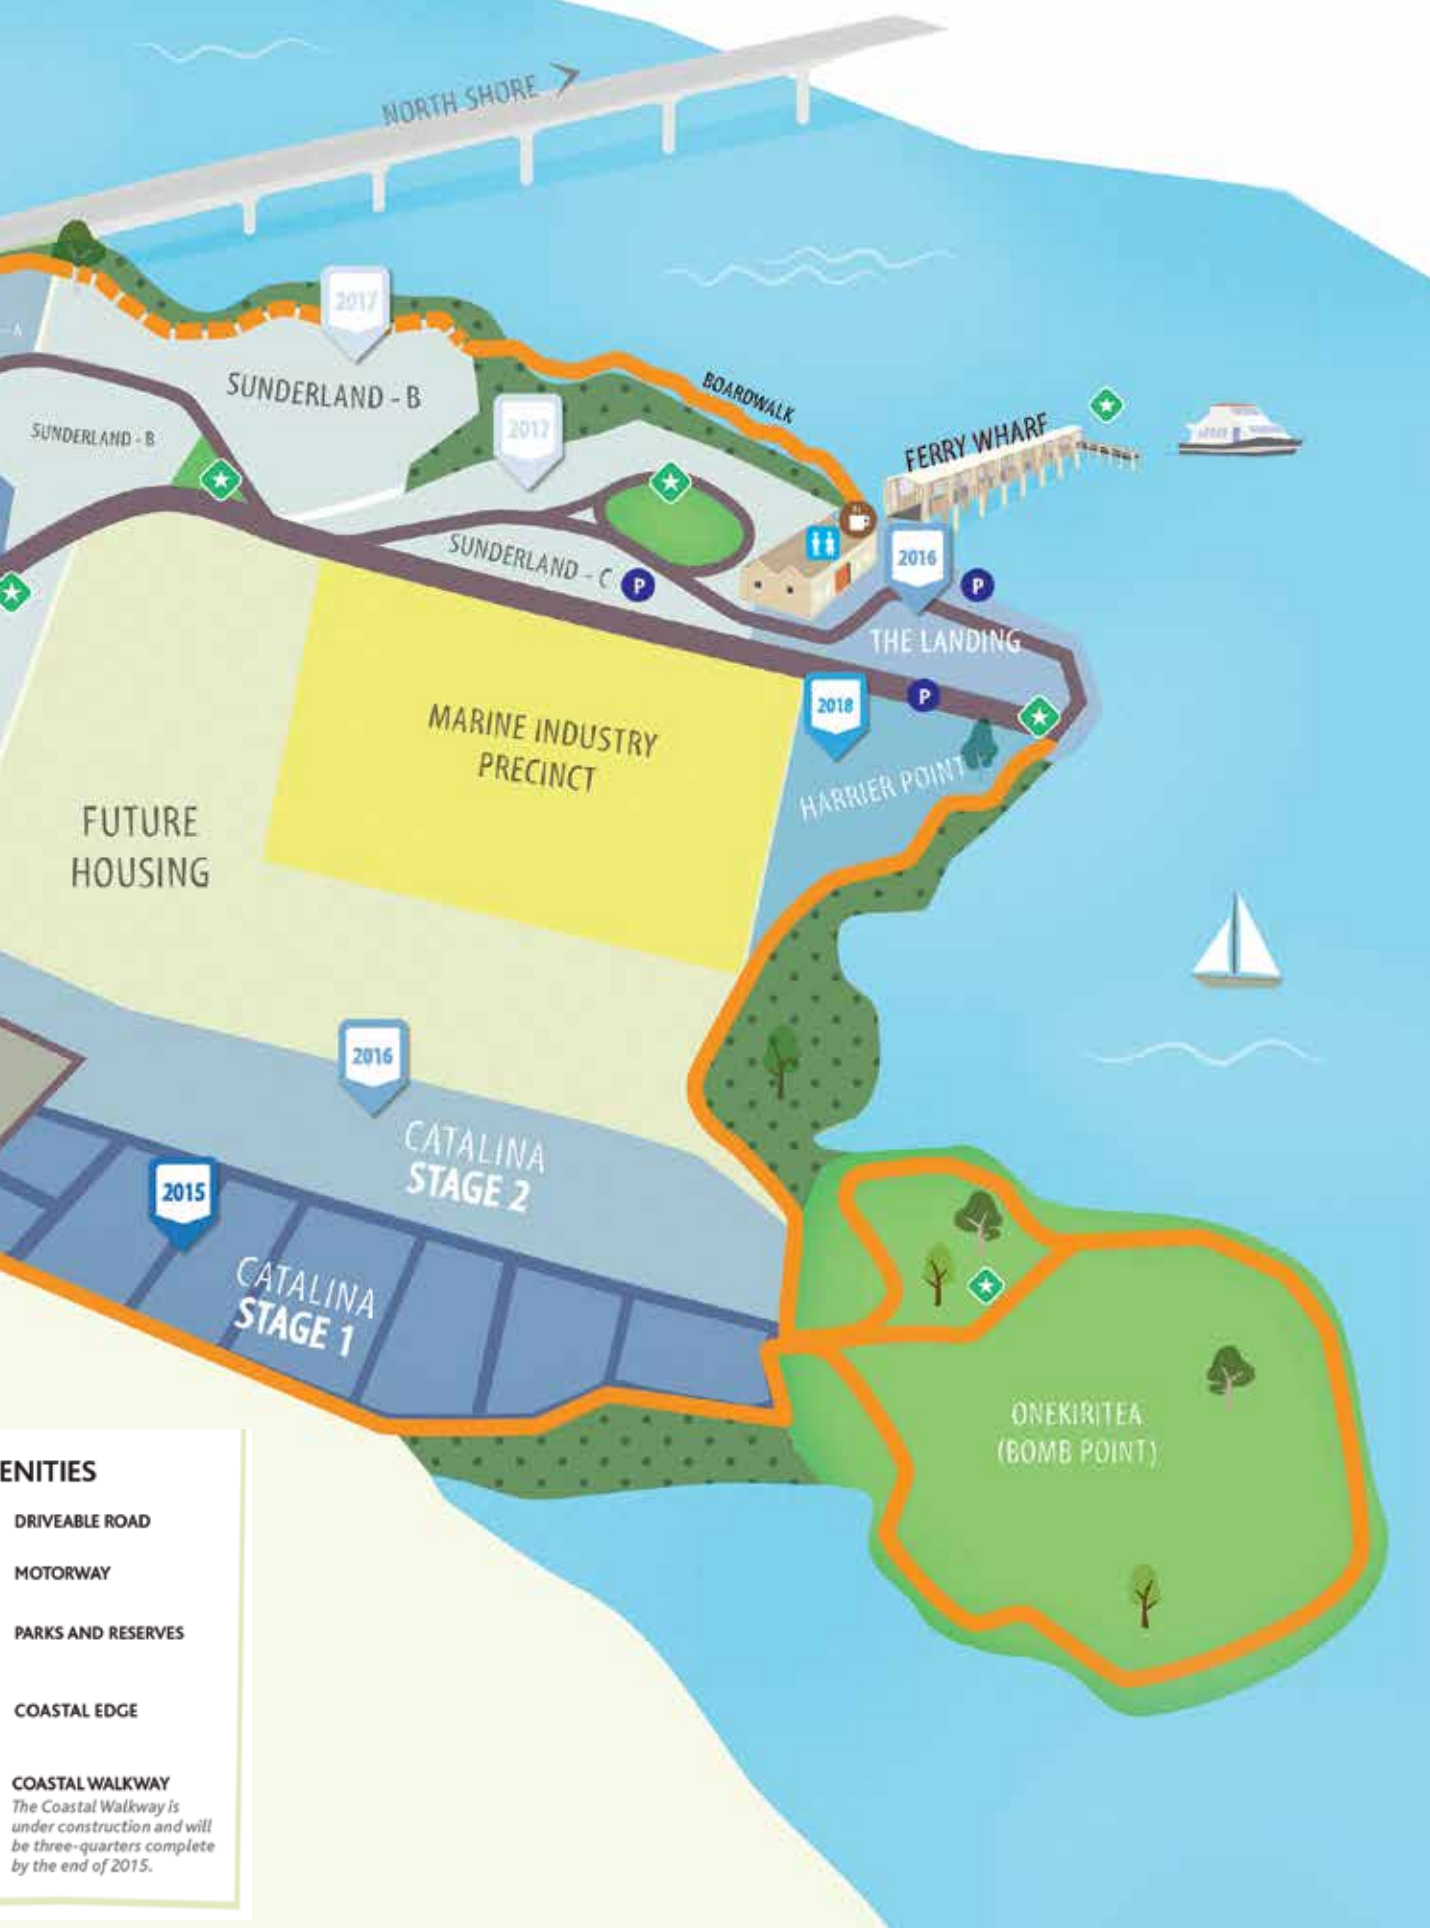 NORTH SHORE
2017
-A
SUNDERLAND - B
BOARDWALK
SUNDERLAND - B
2017
FERRY WHARF
SUNDERLAND - C
P
2016
P
THE LANDING
P
2018
MARINE INDUSTRY
PRECINCT
HARRIER POINT
FUTURE
HOUSING
2016
CATALINA
STAGE 2
2015
CATALINA
STAGE 1
ONEKIRITEA
(BOMB POINT)
ENITIES
DRIVEABLE ROAD
MOTORWAY
PARKS AND RESERVES
COASTAL EDGE
COASTAL WALKWAY
The Coastal Walkway is
under construction and will
be three-quarters complete
by the end of 2015.